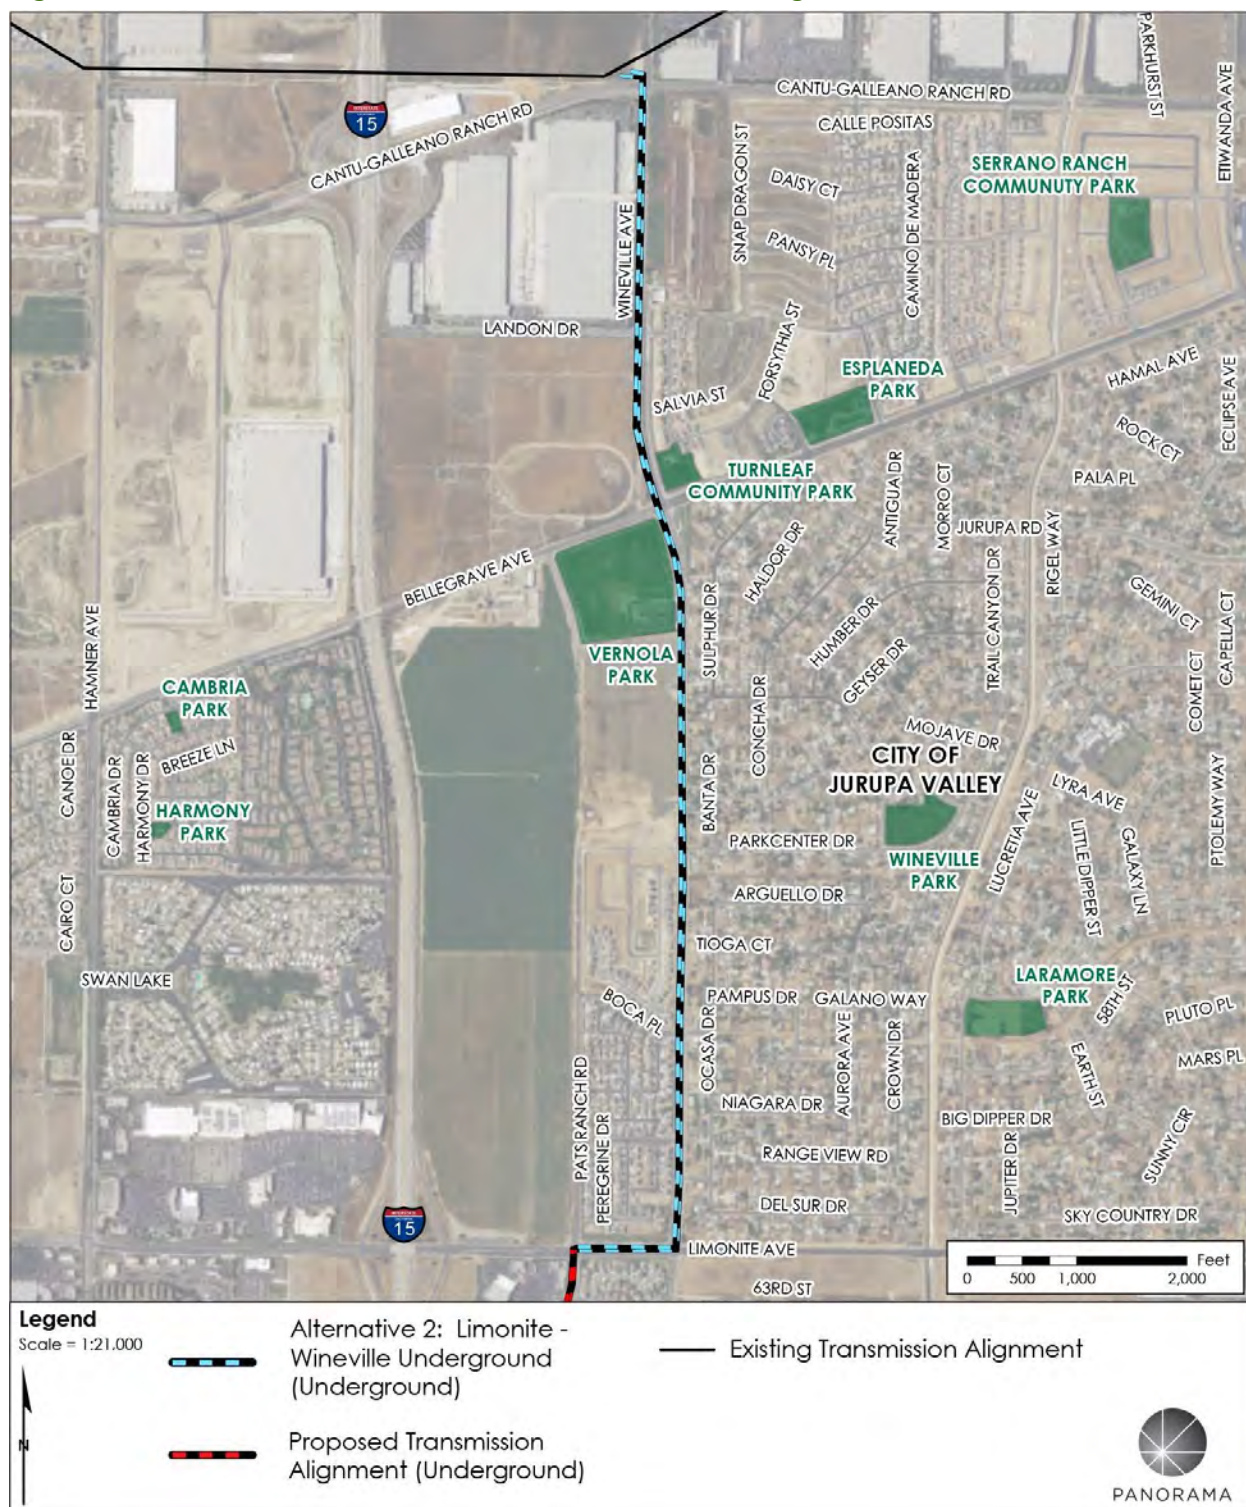 CANTU-GALLEANO RANCH RD
PARKHURST ST
ETIWANDA AVE
INTERSTATE
15
CANTU-GALLEANO RANCH RD
CALLE POSITAS
SERRANO RANCH
COMMUNUTY PARK
SNAP DRAGON ST
DAISY CT
CAMINO DE MADERA
PANSY PL
WINEVILLE AVE
LANDON DR
FORSYTHIA ST
ESPLANEDA
PARK
HAMAL AVE
ECLIPSE AVE
SALVIA ST
ROCK CT
TURNLEAF
COMMUNITY PARK
ANTIGUA DR
MORRO CT
PALA PL
JURUPA RD
RIGEL WAY
HALDOR DR
BELLEGRAVE AVE
TRAIL CANYON DR
GEMINI CT
CAPELLA CT
HAMNER AVE
SULPHUR DR
HUMBER DR
GEYSER DR
VERNOLA
PARK
COMET CT
CAMBRIA
PARK
CONCHA DR
MOJAVE DR
CITY OF
JURUPA VALLEY
CANOE DR
CAMBRIA DR
HARMONY DR
BREEZE LN
HARMONY
PARK
BANTA DR
LYRA AVE
PTOLEMY WAY
PARKCENTER DR
WINEVILLE
PARK
LUCRETIA AVE
LITTLE DIPPER ST
GALAXY LN
CAIRO CT
ARGUELLO DR
TIOGA CT
SWAN LAKE
LARAMORE
PARK
58TH ST
BOCA PL
PAMPUS DR
GALANO WAY
PLUTO PL
OCASA DR
AURORA AVE
CROWN DR
EARTH ST
MARS PL
PATS RANCH RD
PEREGRINE DR
NIAGARA DR
BIG DIPPER DR
SUNNY CIR
RANGE VIEW RD
JUPITER DR
DEL SUR DR
SKY COUNTRY DR
INTERSTATE
15
LIMONITE AVE
63RD ST
Feet
0 500 1,000 2,000
Legend
Scale = 1:21,000
N
Alternative 2: Limonite -
Wineville Underground
(Underground)
Proposed Transmission
Alignment (Underground)
Existing Transmission Alignment
PANORAMA